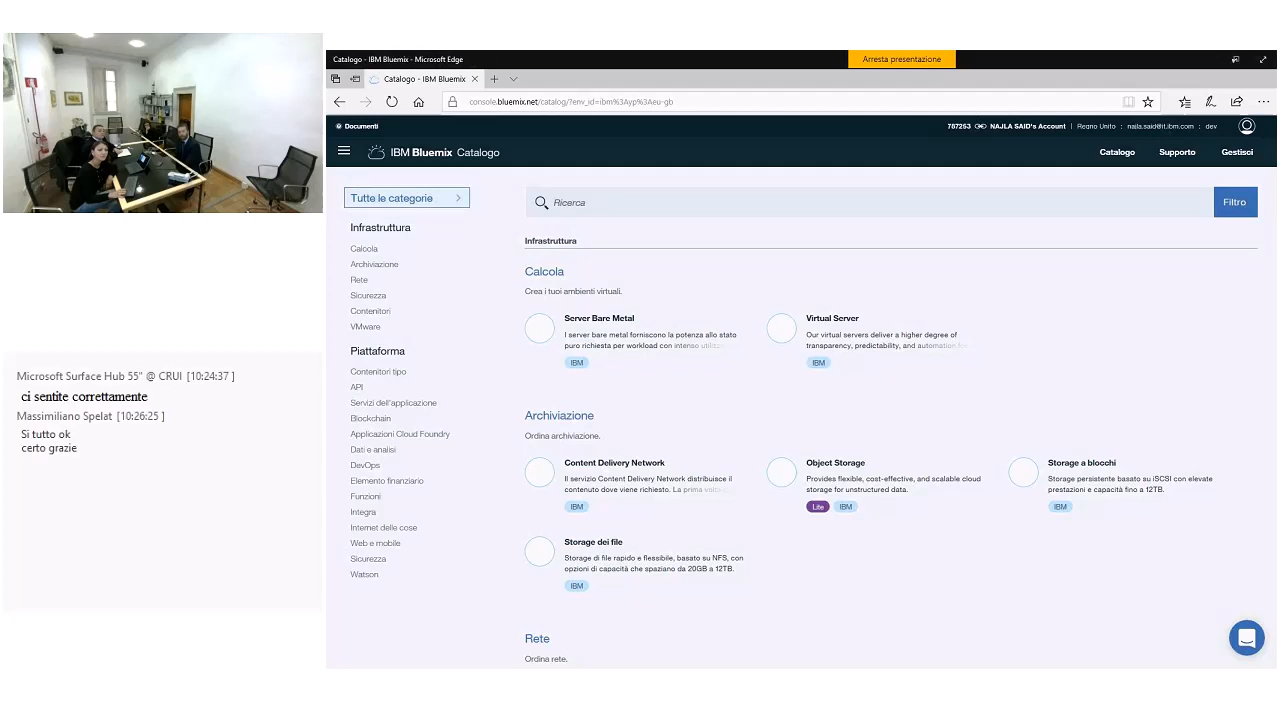 Catalogo - IBM Bluemix - Microsoft Edge
Arresta presentazione
Catalogo - IBM Bluemix
console.bluemix.net/catalog/?env_id=ibm%3Ayp%3Aeu-gb
Documenti
787253 NAJLA SAID's Account | Regno Unito : najla.said@it.ibm.com : dev
IBM Bluemix Catalogo
Catalogo Supporto Gestisci
Tutte le categorie
Infrastruttura
Calcola
Archiviazione
Rete
Sicurezza
Contenitori
VMware
Piattaforma
Contenitori tipo
API
Servizi dell'applicazione
Blockchain
Applicazioni Cloud Foundry
Dati e analisi
DevOps
Elemento finanziario
Funzioni
Integra
Internet delle cose
Web e mobile
Sicurezza
Watson
Ricerca
Filtro
Infrastruttura
Calcola
Crea i tuoi ambienti virtuali.
Server Bare Metal
I server bare metal forniscono la potenza allo stato
puro richiesta per workload con intenso
IBM
Virtual Server
Our virtual servers deliver a higher degree of
transparency, predictability, and automation
IBM
Archiviazione
Ordina archiviazione.
Content Delivery Network
Il servizio Content Delivery Network distribuisce il
contenuto dove viene richiesto. La prima
IBM
Object Storage
Provides flexible, cost-effective, and scalable cloud
storage for unstructured data.
Lite IBM
Storage a blocchi
Storage persistente basato su iSCSI con elevate
prestazioni e capacità fino a 12TB.
IBM
Storage dei file
Storage di file rapido e flessibile, basato su NFS, con
opzioni di capacità che spaziano da 20GB a 12TB.
IBM
Rete
Ordina rete.
Microsoft Surface Hub 55" @ CRUI [10:24:37 ]
ci sentite correttamente
Massimiliano Spelat [10:26:25 ]
Si tutto ok
certo grazie